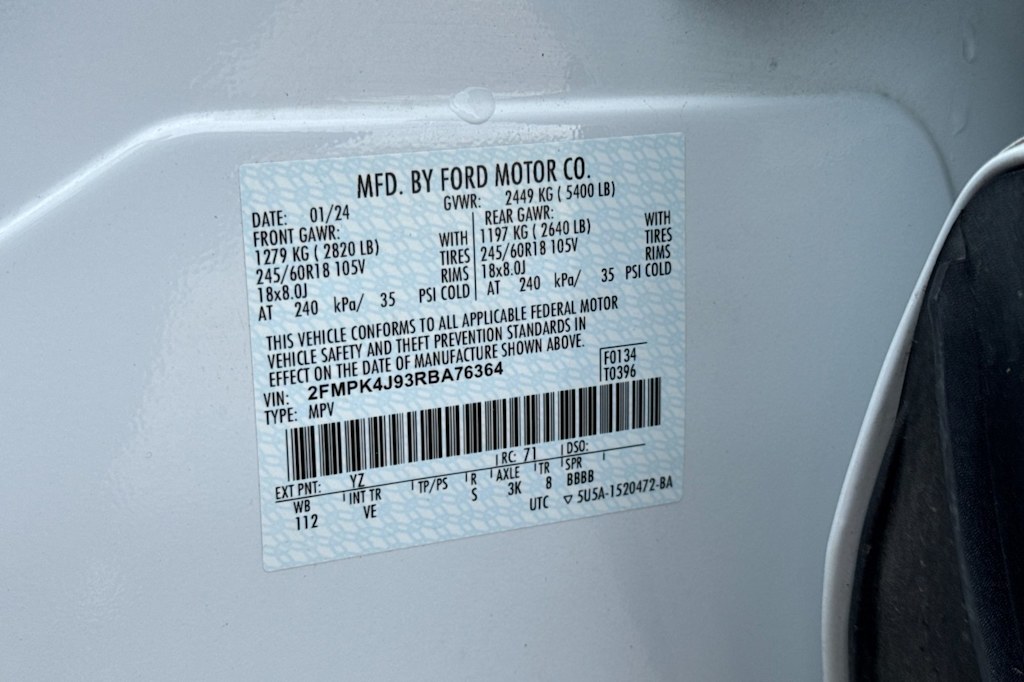 MFD. BY FORD MOTOR CO.
DATE: 01/24 GVWR: 2449 KG ( 5400 LB)
FRONT GAWR: REAR GAWR:
1279 KG ( 2820 LB) WITH 1197 KG ( 2640 LB) WITH
245/60R18 105V TIRES 245/60R18 105V TIRES
18x8.0J RIMS 18x8.0J RIMS
AT 240 kPa/ 35 PSI COLD AT 240 kPa/ 35 PSI COLD
THIS VEHICLE CONFORMS TO ALL APPLICABLE FEDERAL MOTOR
VEHICLE SAFETY AND THEFT PREVENTION STANDARDS IN
EFFECT ON THE DATE OF MANUFACTURE SHOWN ABOVE.
VIN: 2FMPK4J93RBA76364 F0134
TYPE: MPV T0396
EXT PNT: YZ RC: 71 DSO:
WB INT TR TP/PS R AXLE TR SPR
112 VE S 3K 8 BBBB
UTC ▽ 5U5A-1520472-BA